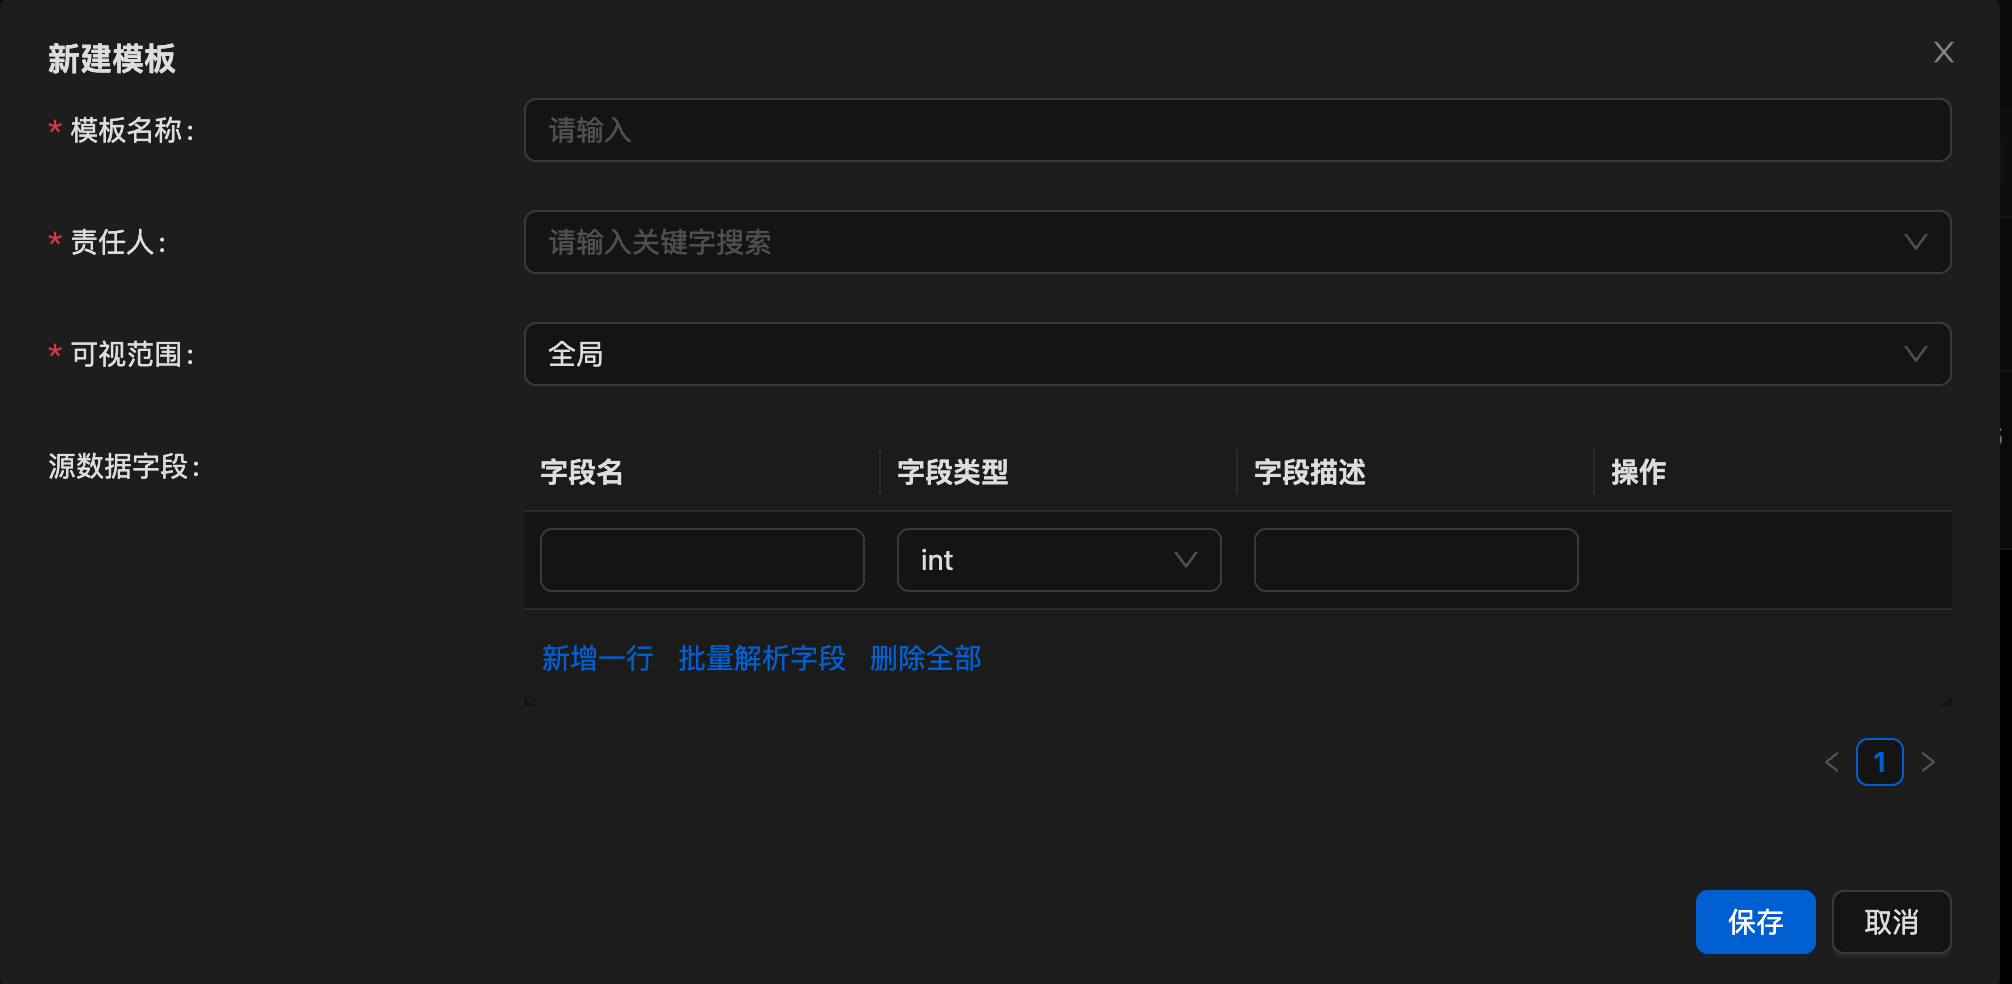 新建模板
* 模板名称:
请输入
* 责任人:
请输入关键字搜索
* 可视范围:
全局
源数据字段:
字段名 字段类型 字段描述 操作
int
新增一行 批量解析字段 删除全部
1
保存 取消